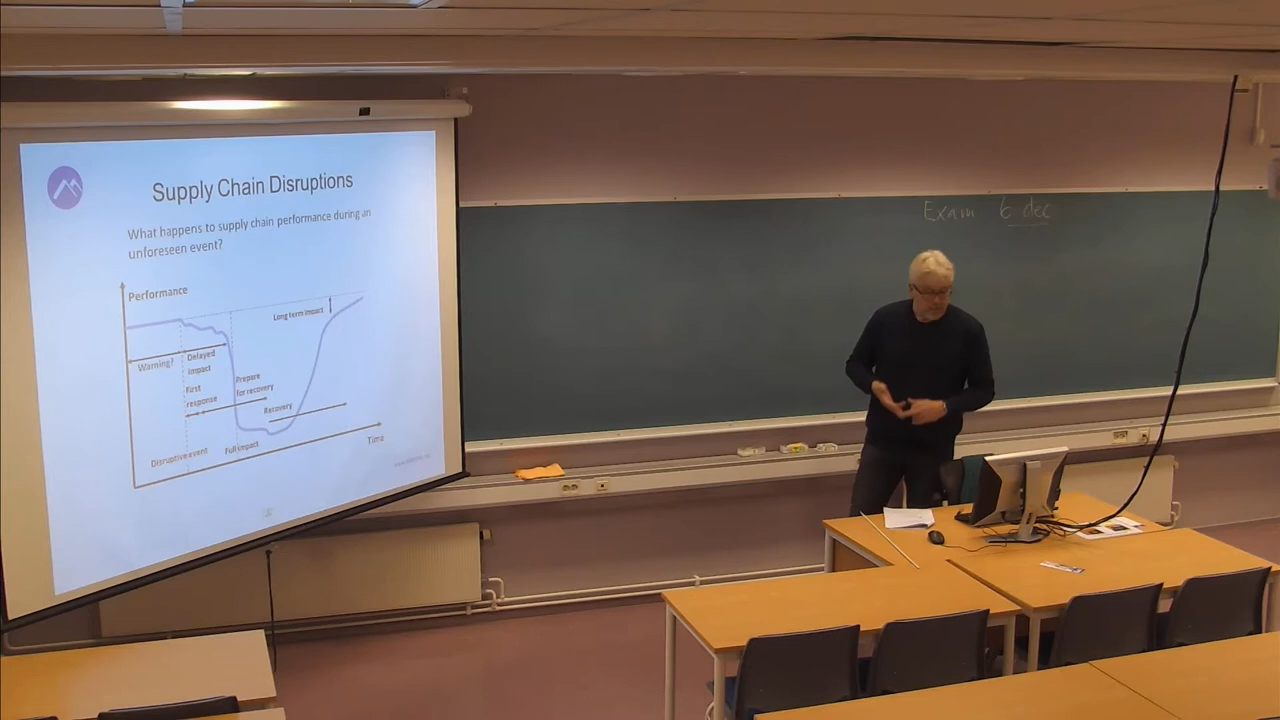 Supply Chain Disruptions
What happens to supply chain performance during an
unforeseen event?
Performance
Long term impact
Warning?
Delayed
impact
First
response
Prepare
for recovery
Recovery
Disruptive event
Full impact
Time
Exam 6 dec